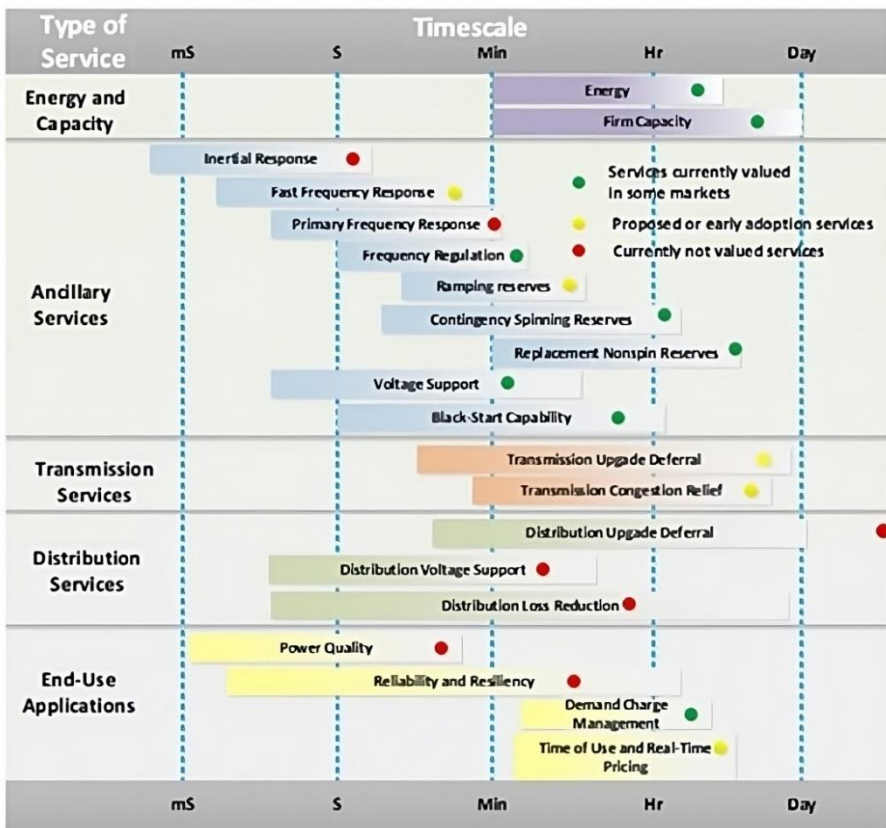 Type of
Service
Timescale
mS S Min Hr Day
Energy and
Capacity
Energy
Firm Capacity
Ancillary
Services
Inertial Response
Fast Frequency Response
Primary Frequency Response
Frequency Regulation
Ramping reserves
Contingency Spinning Reserves
Replacement Nonspin Reserves
Voltage Support
Black-Start Capability
Services currently valued
in some markets
Proposed or early adoption services
Currently not valued services
Transmission
Services
Transmission Upgade Deferral
Transmission Congestion Relief
Distribution
Services
Distribution Upgade Deferral
Distribution Voltage Support
Distribution Loss Reduction
End-Use
Applications
Power Quality
Reliability and Resiliency
Demand Charge
Management
Time of Use and Real-Time
Pricing
mS S Min Hr Day